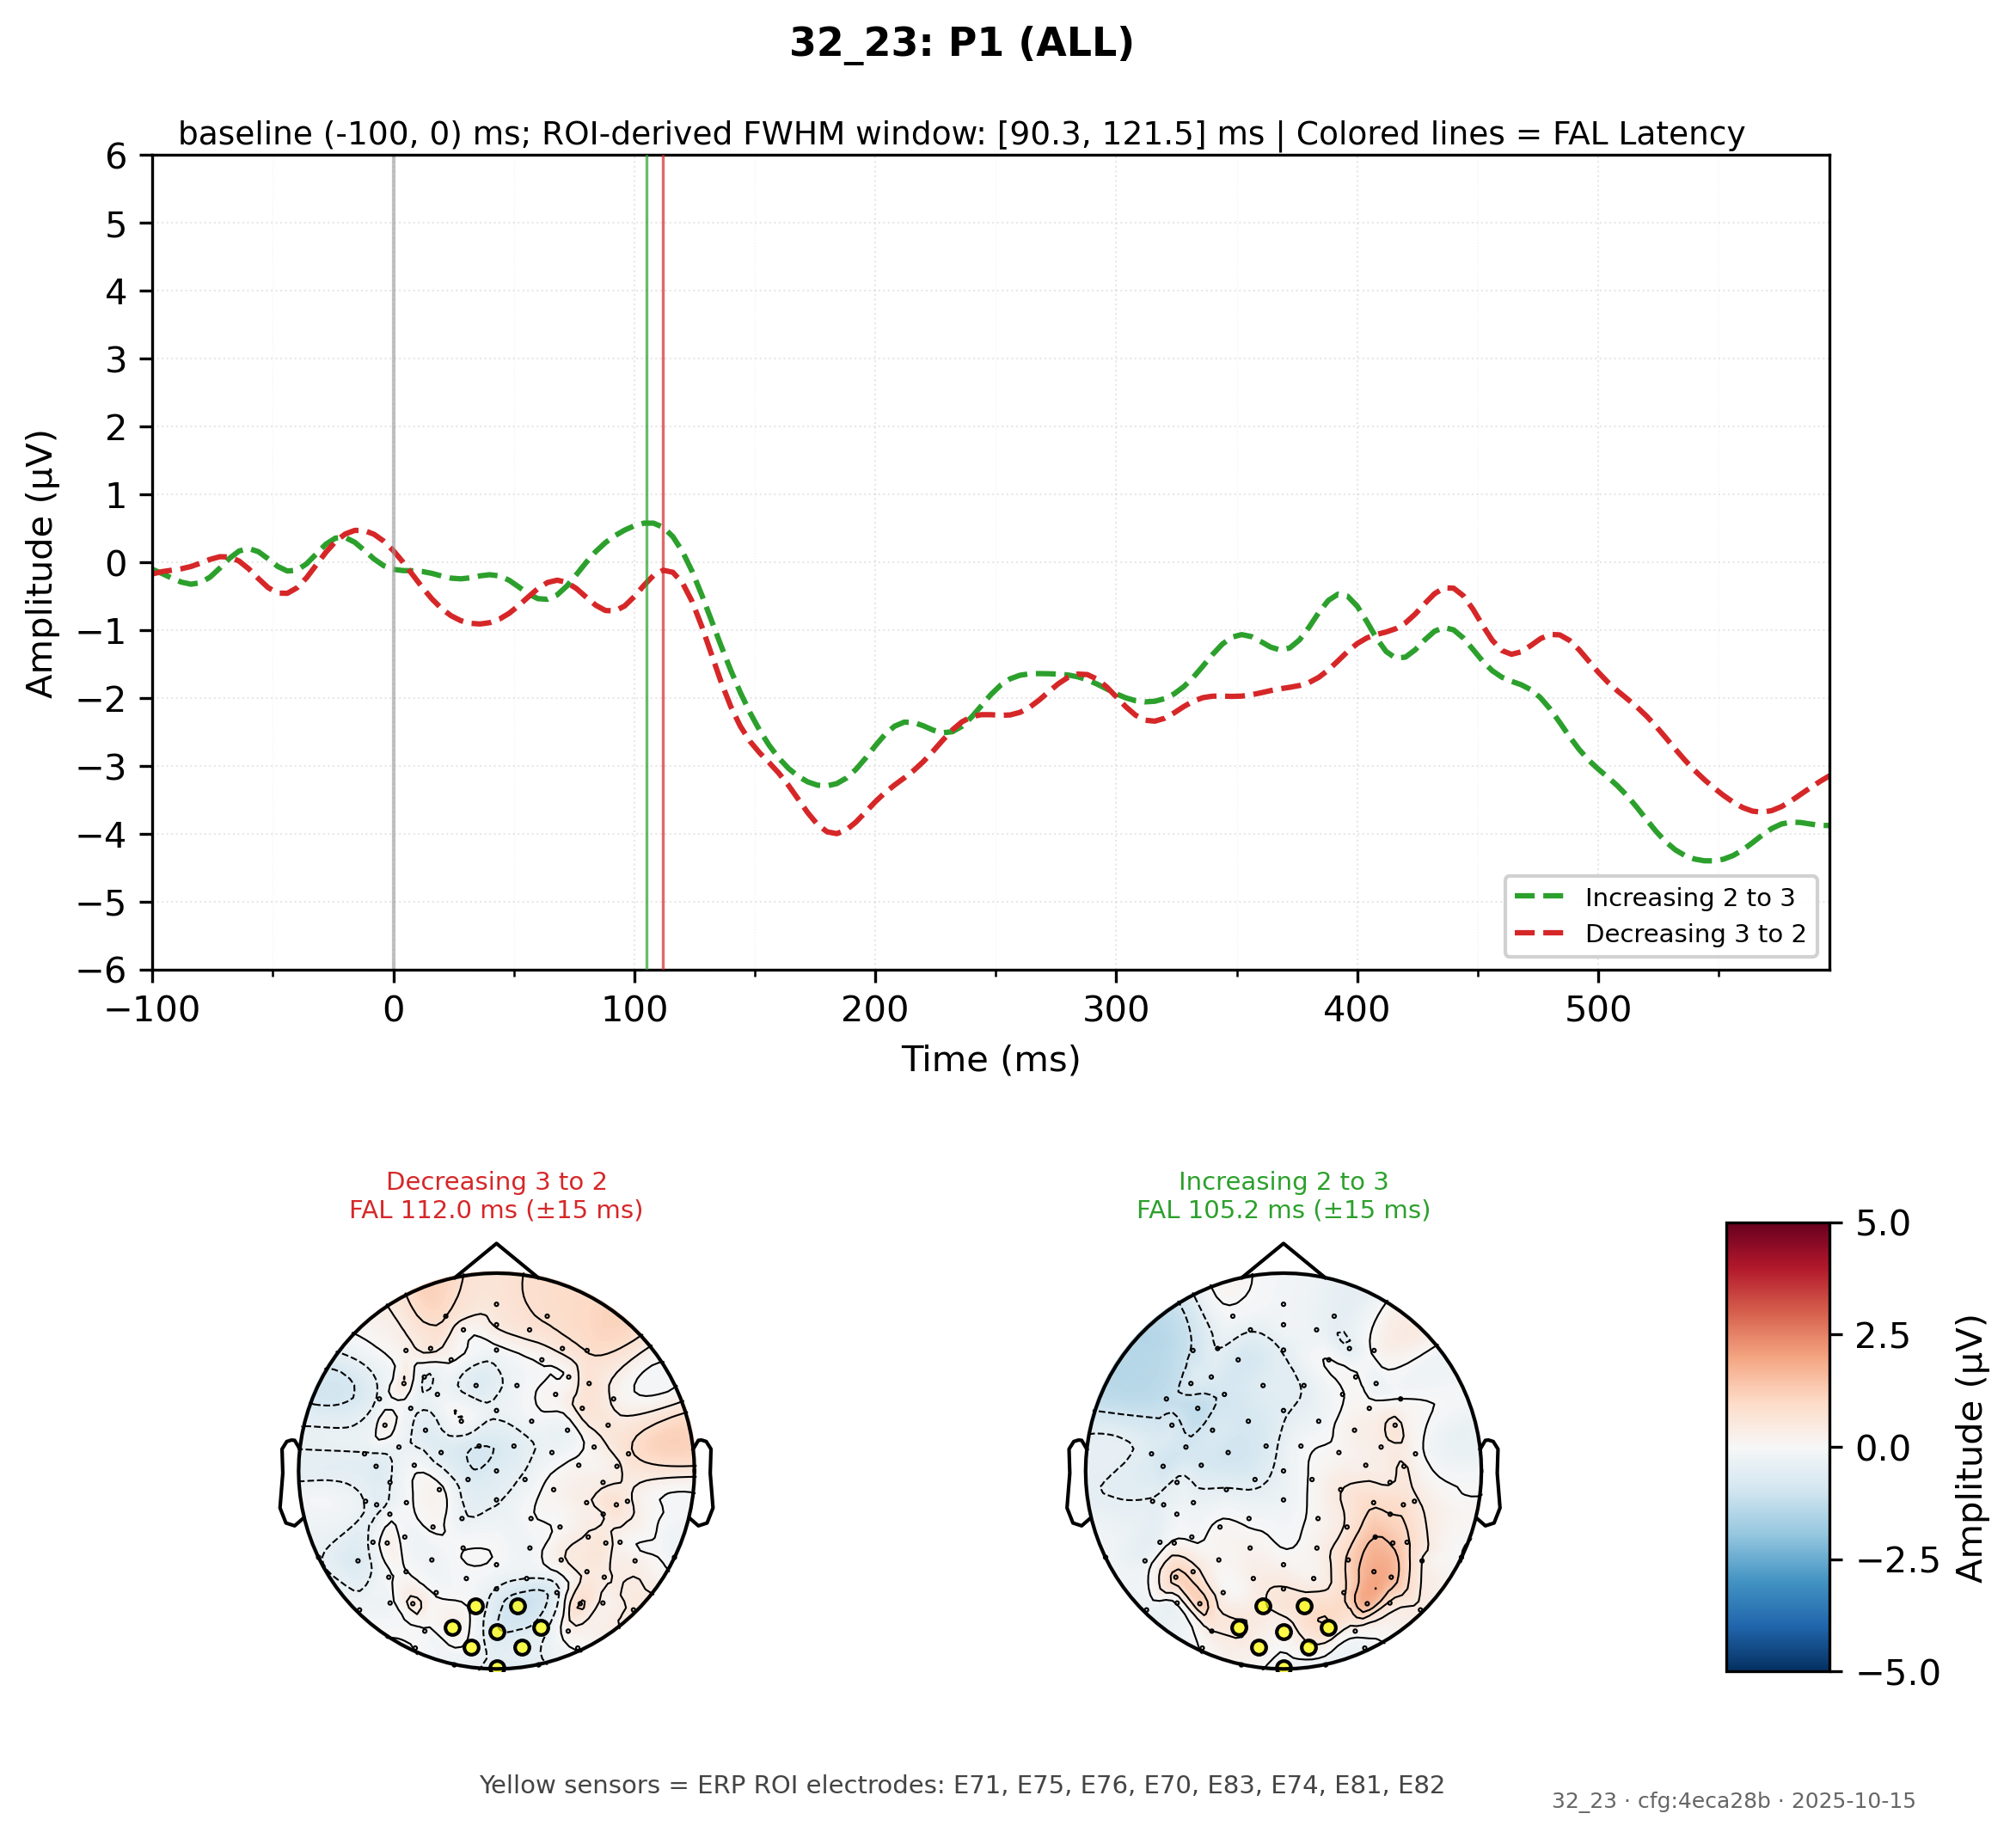 32_23: P1 (ALL)
baseline (-100, 0) ms; ROI-derived FWHM window: [90.3, 121.5] ms | Colored lines = FAL Latency
6
5
4
3
2
1
0
−1
−2
−3
−4
−5
−6
Amplitude (µV)
−100
0
100
200
300
400
500
Time (ms)
Increasing 2 to 3
Decreasing 3 to 2
Decreasing 3 to 2
FAL 112.0 ms (±15 ms)
Increasing 2 to 3
FAL 105.2 ms (±15 ms)
5.0
2.5
0.0
−2.5
−5.0
Amplitude (µV)
Yellow sensors = ERP ROI electrodes: E71, E75, E76, E70, E83, E74, E81, E82
32_23 · cfg:4eca28b · 2025-10-15